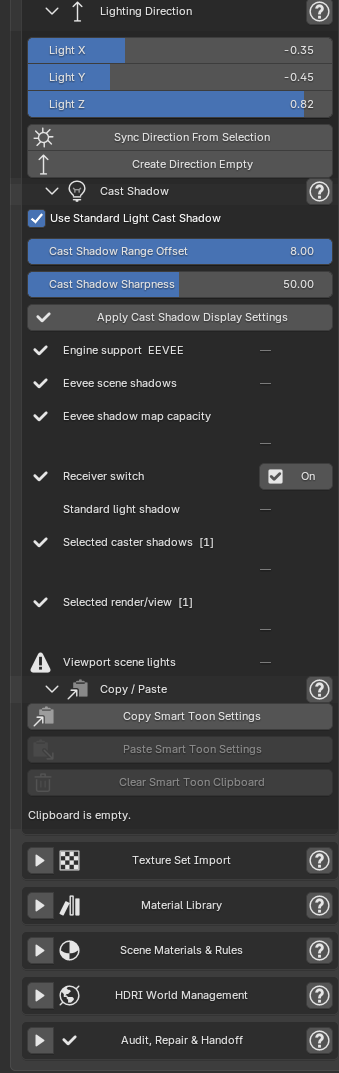 Lighting Direction
Light X -0.35
Light Y -0.45
Light Z 0.82
Sync Direction From Selection
Create Direction Empty
Cast Shadow
Use Standard Light Cast Shadow
Cast Shadow Range Offset 8.00
Cast Shadow Sharpness 50.00
Apply Cast Shadow Display Settings
Engine support EEVEE —
Eevee scene shadows —
Eevee shadow map capacity
—
Receiver switch On
Standard light shadow —
Selected caster shadows [1]
—
Selected render/view [1]
—
Viewport scene lights —
Copy / Paste
Copy Smart Toon Settings
Paste Smart Toon Settings
Clear Smart Toon Clipboard
Clipboard is empty.
Texture Set Import
Material Library
Scene Materials & Rules
HDRI World Management
Audit, Repair & Handoff